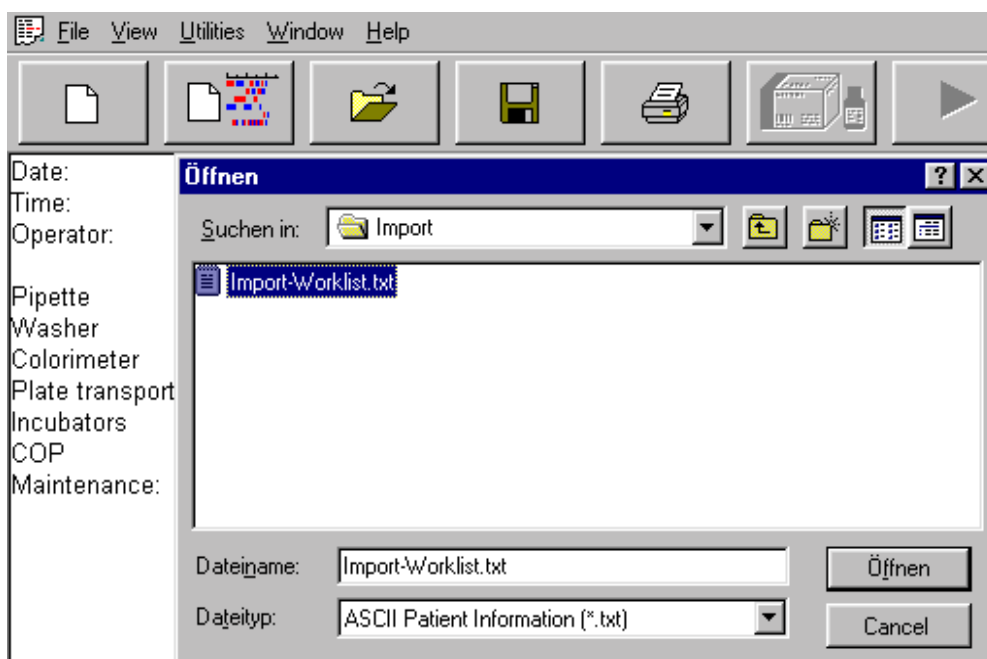 File View Utilities Window Help
Date:
Time:
Operator:
Pipette
Washer
Colorimeter
Plate transport
Incubators
COP
Maintenance:
Öffnen
Suchen in: Import
Import-Worklist.txt
Dateiname: Import-Worklist.txt Öffnen
Dateityp: ASCII Patient Information (*.txt) Cancel